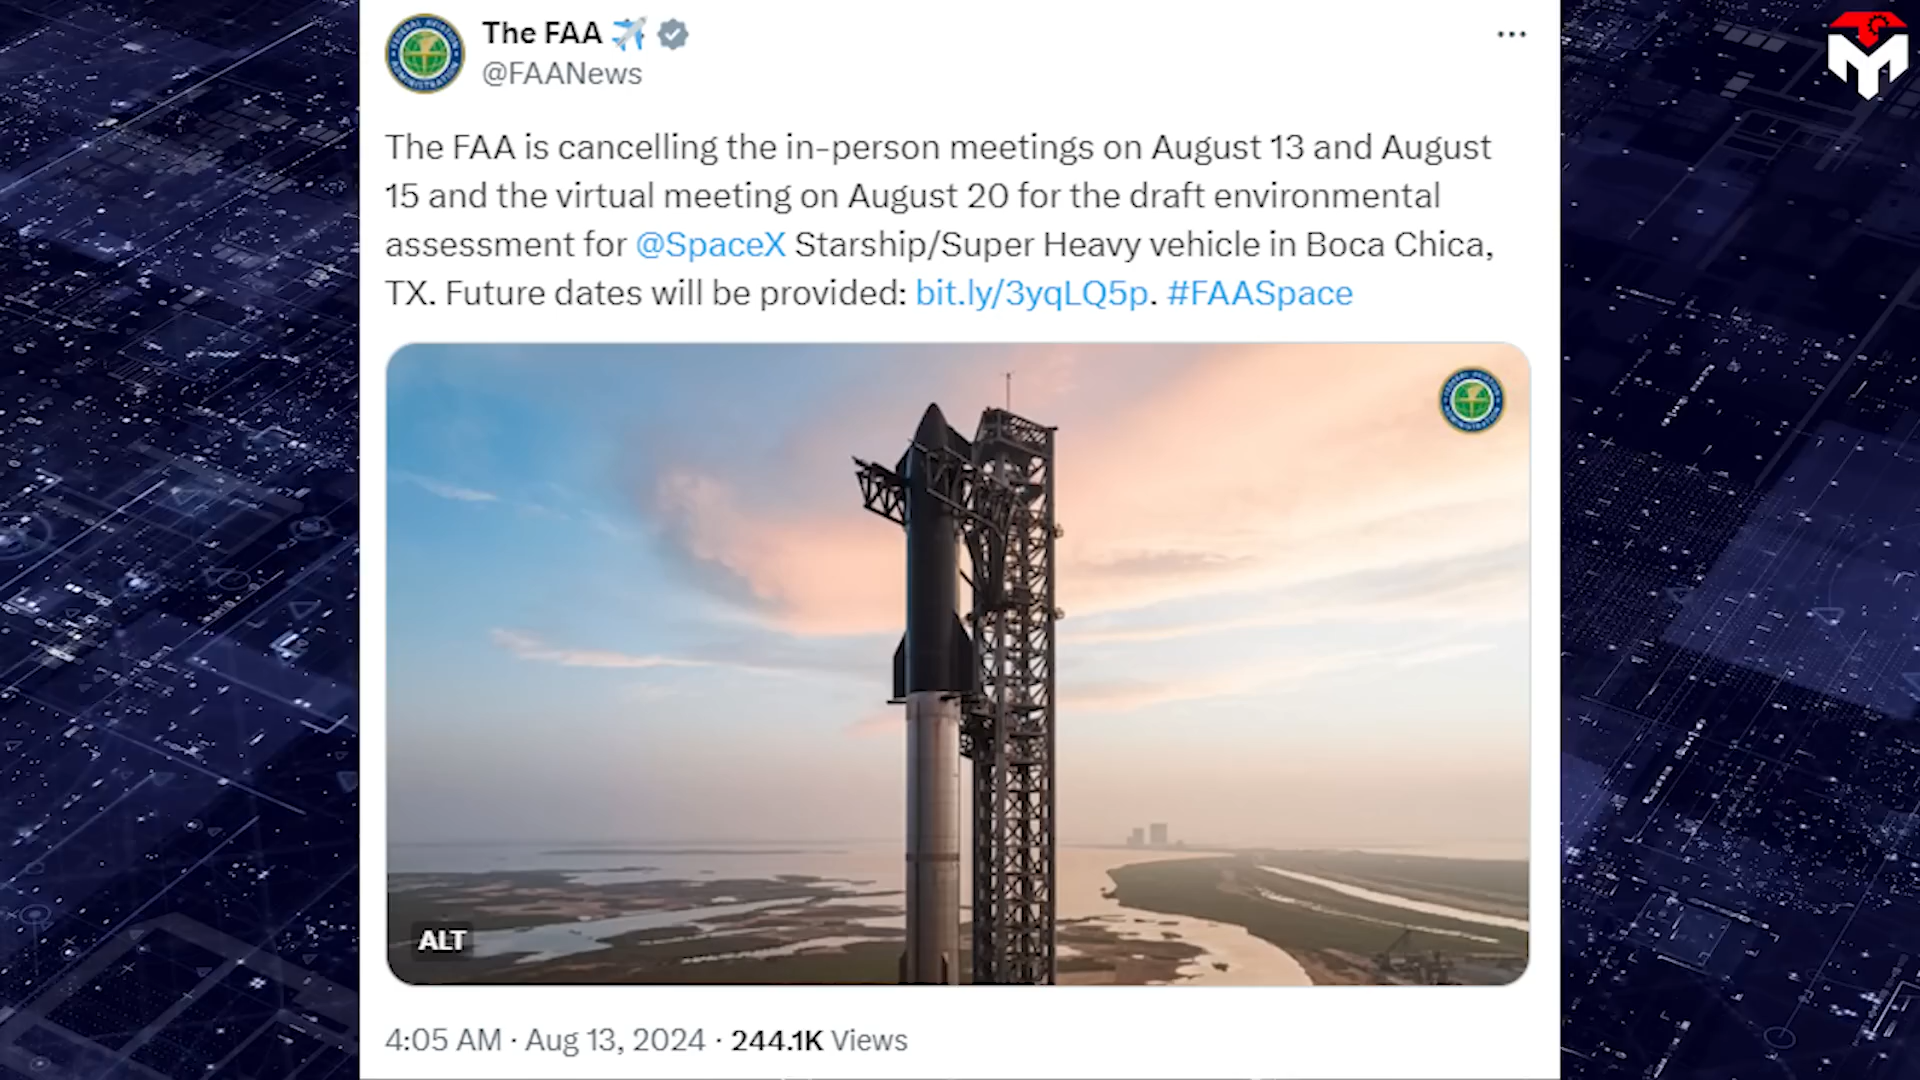 The FAA
@FAANews
The FAA is cancelling the in-person meetings on August 13 and August
15 and the virtual meeting on August 20 for the draft environmental
assessment for @SpaceX Starship/Super Heavy vehicle in Boca Chica,
TX. Future dates will be provided: bit.ly/3yqLQ5p. #FAASpace
ALT
4:05 AM · Aug 13, 2024 · 244.1K Views